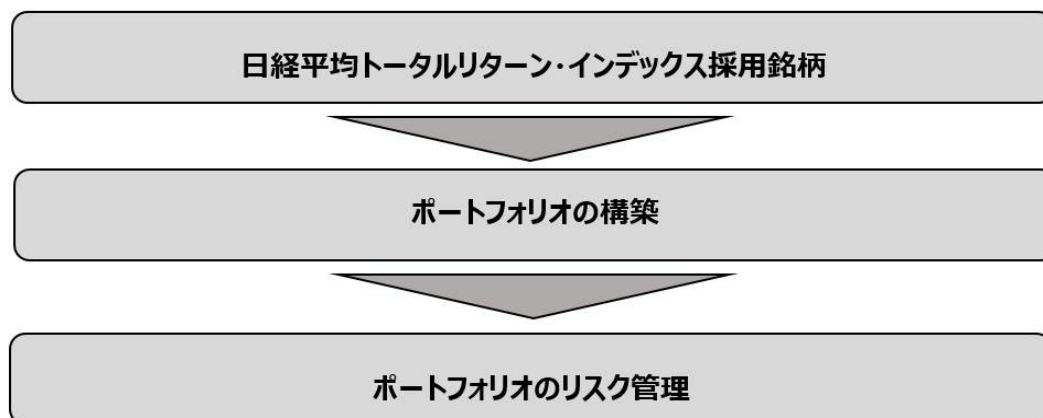 日経平均トータルリターン・インデックス採用銘柄
ポートフォリオの構築
ポートフォリオのリスク管理